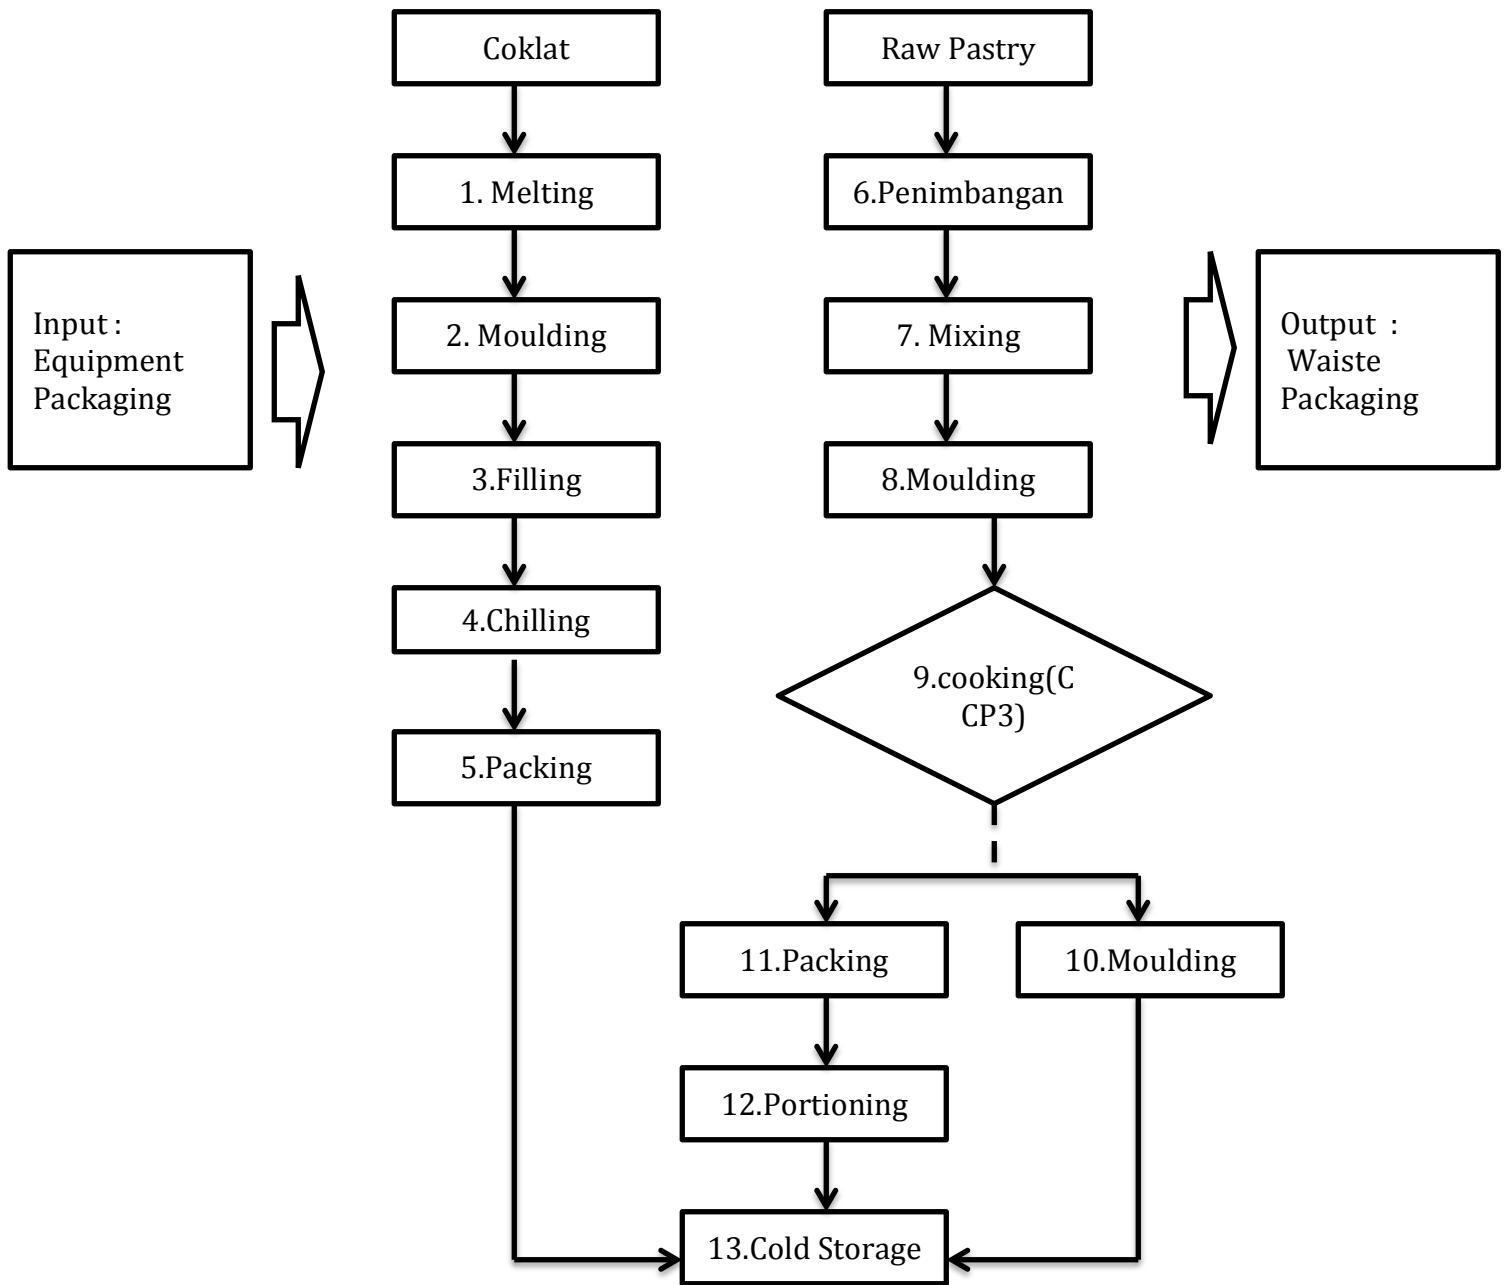 Coklat
Raw Pastry
1. Melting
6.Penimbangan
Input :
Equipment
Packaging
2. Moulding
7. Mixing
Output  :
Waiste
Packaging
3.Filling
8.Moulding
4.Chilling
9.cooking(C
CP3)
5.Packing
11.Packing
10.Moulding
12.Portioning
13.Cold Storage